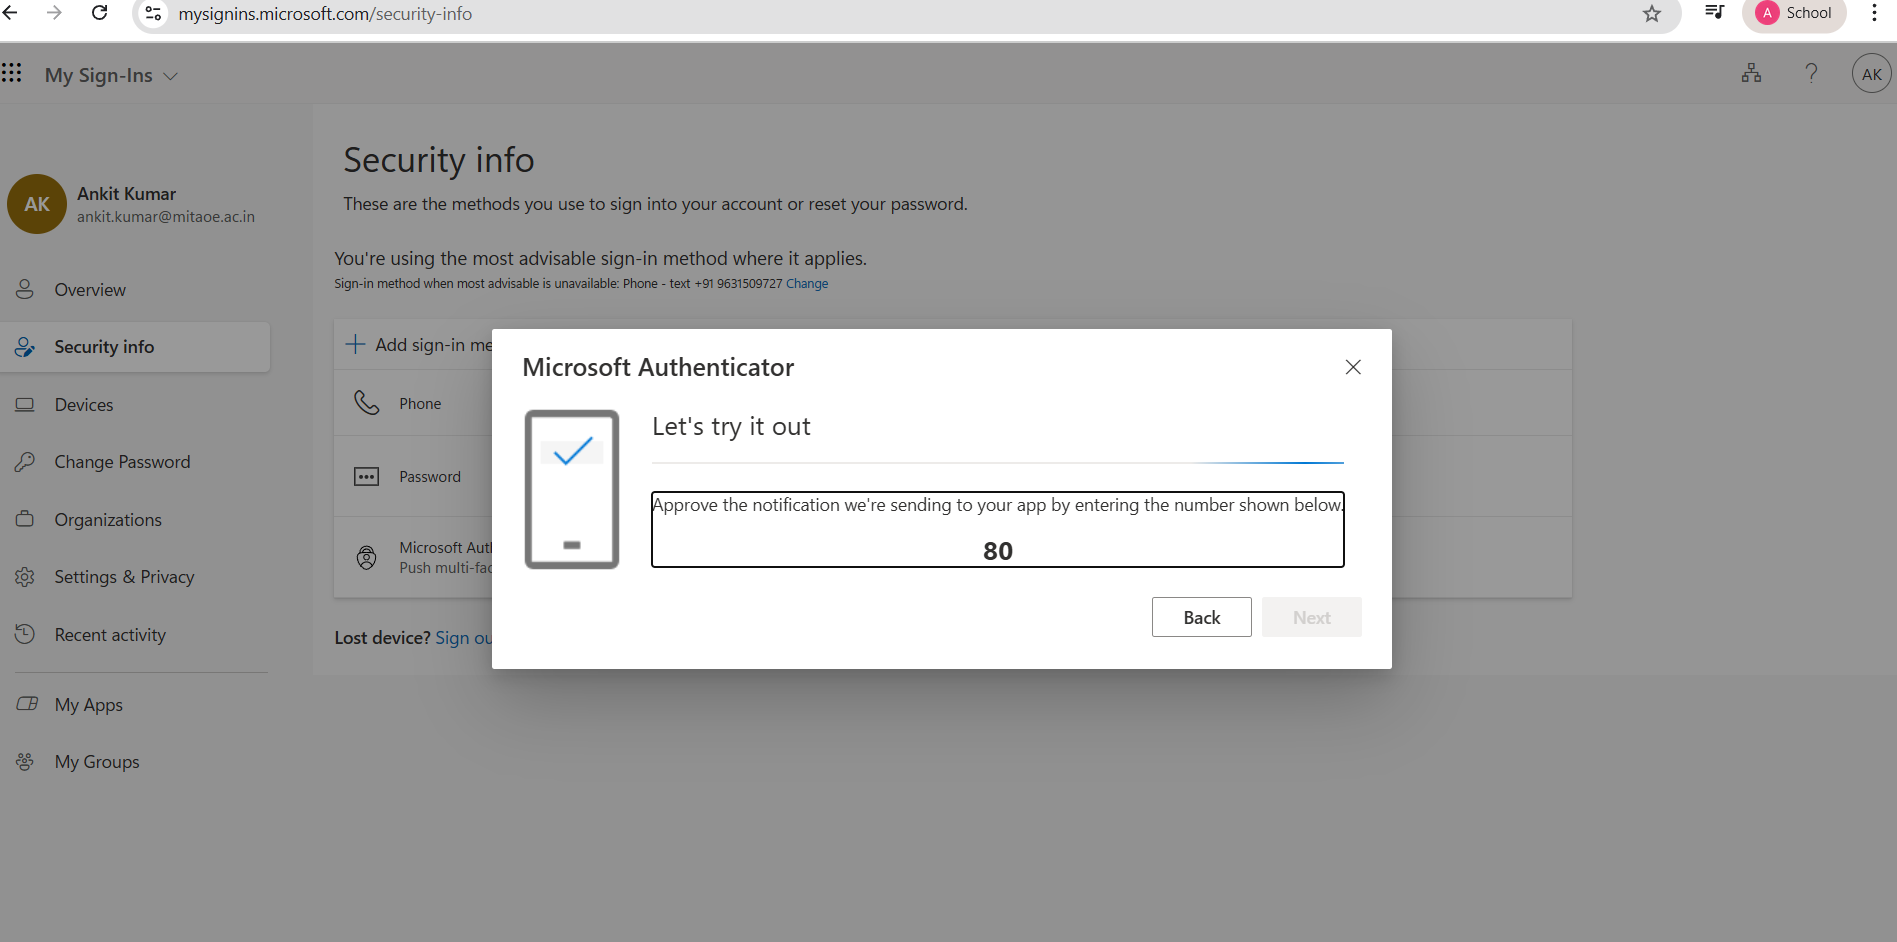 mysignins.microsoft.com/security-info
A School
My Sign-Ins
? AK
AK
Ankit Kumar
ankit.kumar@mitaoe.ac.in
Overview
Security info
Devices
Change Password
Organizations
Settings & Privacy
Recent activity
My Apps
My Groups
Security info
These are the methods you use to sign into your account or reset your password.
You're using the most advisable sign-in method where it applies.
Sign-in method when most advisable is unavailable: Phone - text +91 9631509727 Change
Add sign-in me
Phone
Password
Microsoft Aut
Push multi-fac
Lost device? Sign ou
Microsoft Authenticator
Let's try it out
Approve the notification we're sending to your app by entering the number shown below.
80
Back
Next